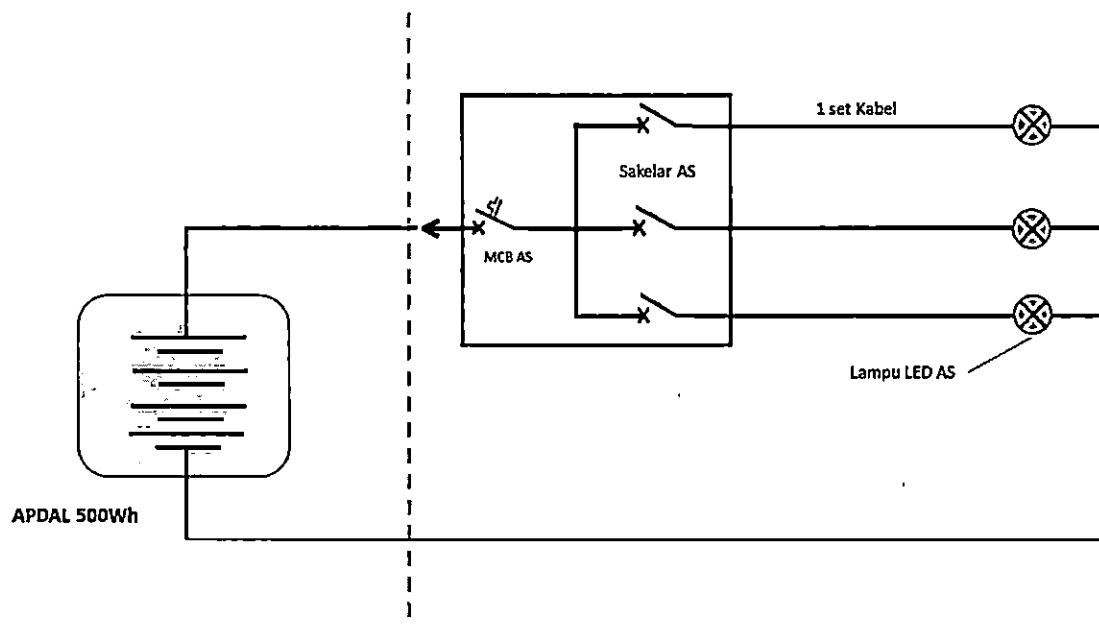 1 set Kabel
Sakelar AS
MCB AS
Lampu LED AS
APDAL 500Wh